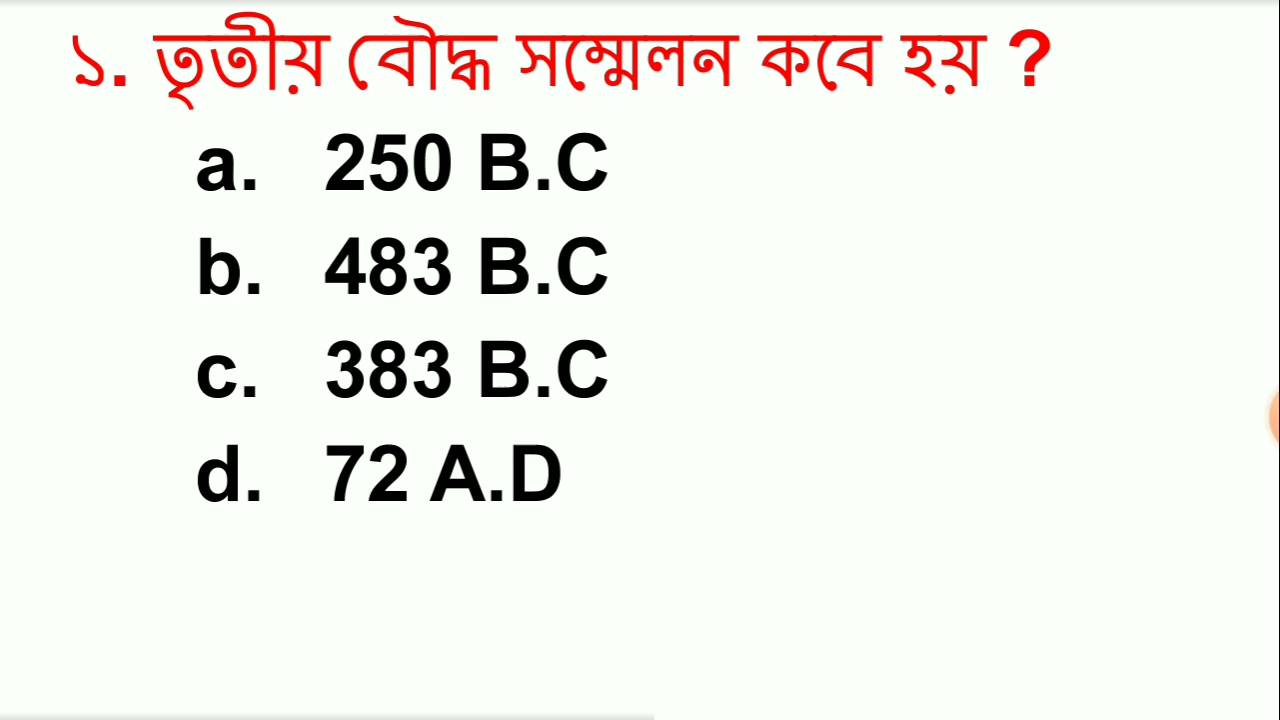 ১. তৃতীয় বৌদ্ধ সম্মেলন কবে হয় ?
a. 250 B.C
b. 483 B.C
c. 383 B.C
d. 72 A.D